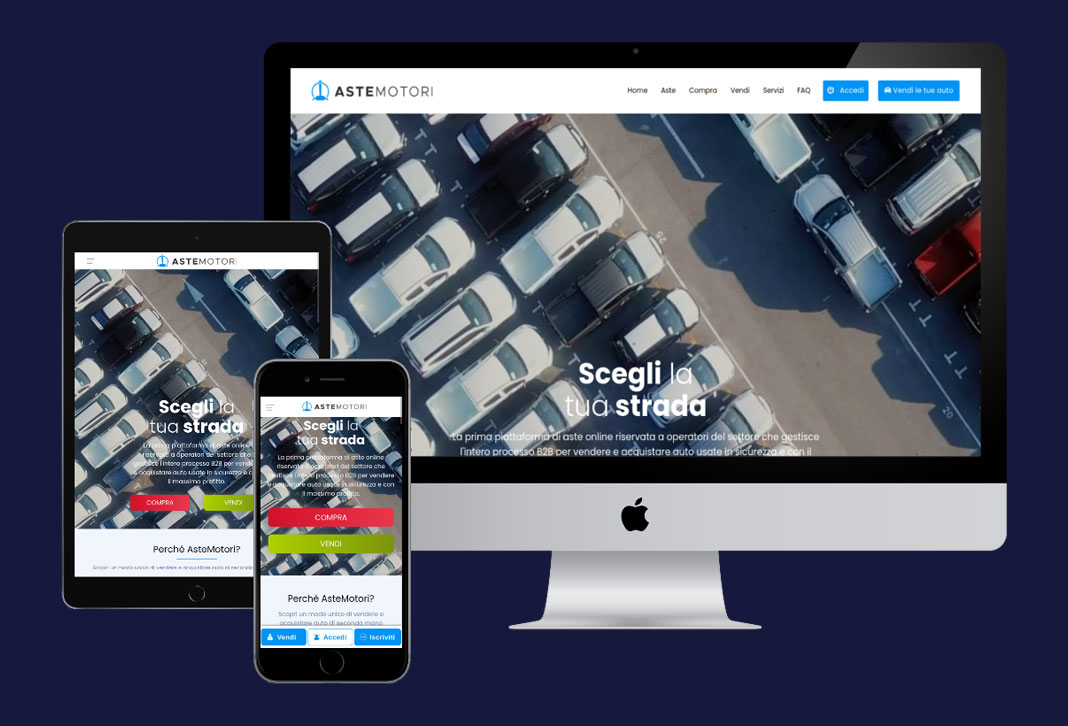 ASTEMOTORI
Home Aste Compra Vendi Servizi FAQ Accedi Vendi le tue auto
Scegli la
tua strada
La prima piattaforma di aste online riservata a operatori del settore che gestisce
l'intero processo B2B per vendere e acquistare auto usate in sicurezza e con il
ASTEMOTORI
Scegli la
tua strada
La prima piattaforma di aste online
riservata a operatori del settore che
gestisce l'intero processo B2B per vendere
e acquistare auto usate in sicurezza e c
il massimo profitto.
COMPRA VENDI
Perché AsteMotori?
Scopri un modo unico di vendere e acquistare auto di seconda
ASTEMOTORI
Scegli la
tua strada
La prima piattaforma di aste online
riservata a operatori del settore che
gestisce l'intero processo B2B per vendere
e acquistare auto usate in sicurezza e con
il massimo profitto.
COMPRA
VENDI
Perché AsteMotori?
Scopri un modo unico di vendere e
acquistare auto di seconda mano
Vendi Accedi Iscriviti